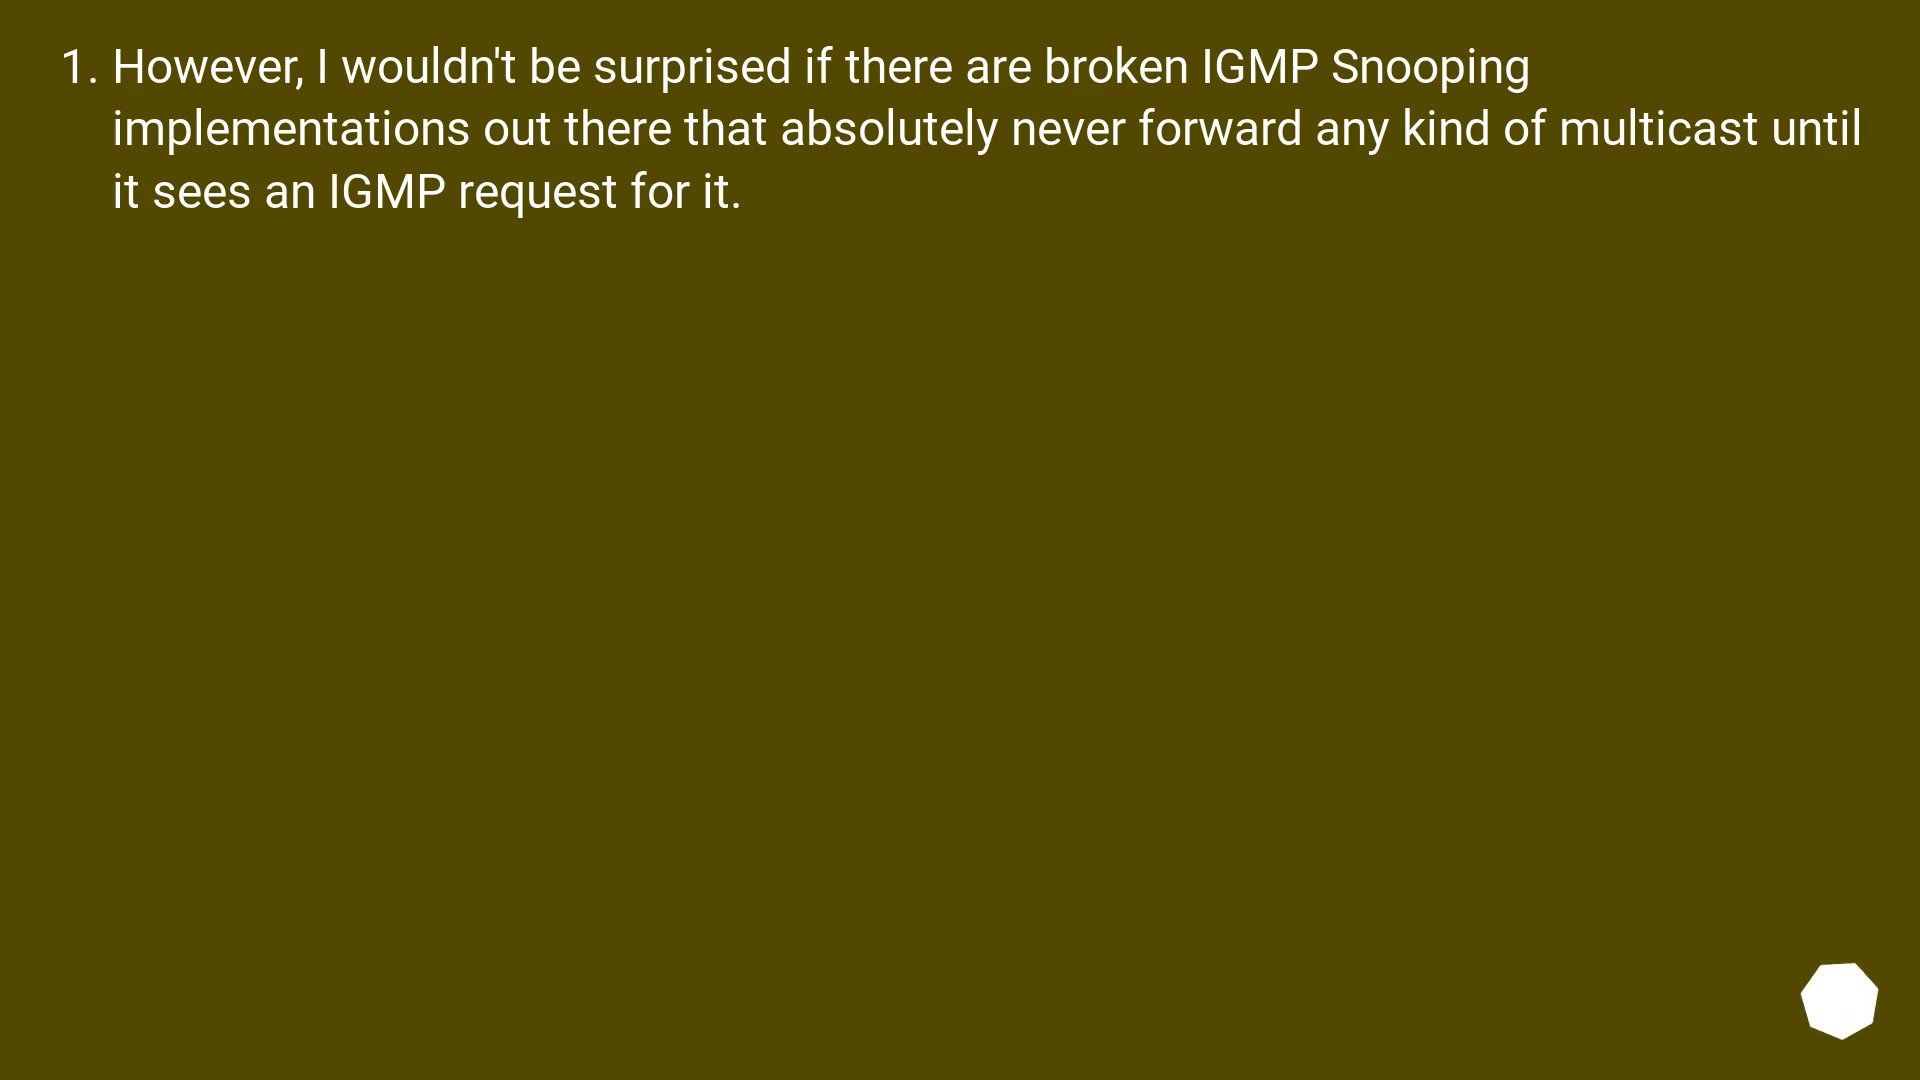 1. However, I wouldn't be surprised if there are broken IGMP Snooping
implementations out there that absolutely never forward any kind of multicast until
it sees an IGMP request for it.